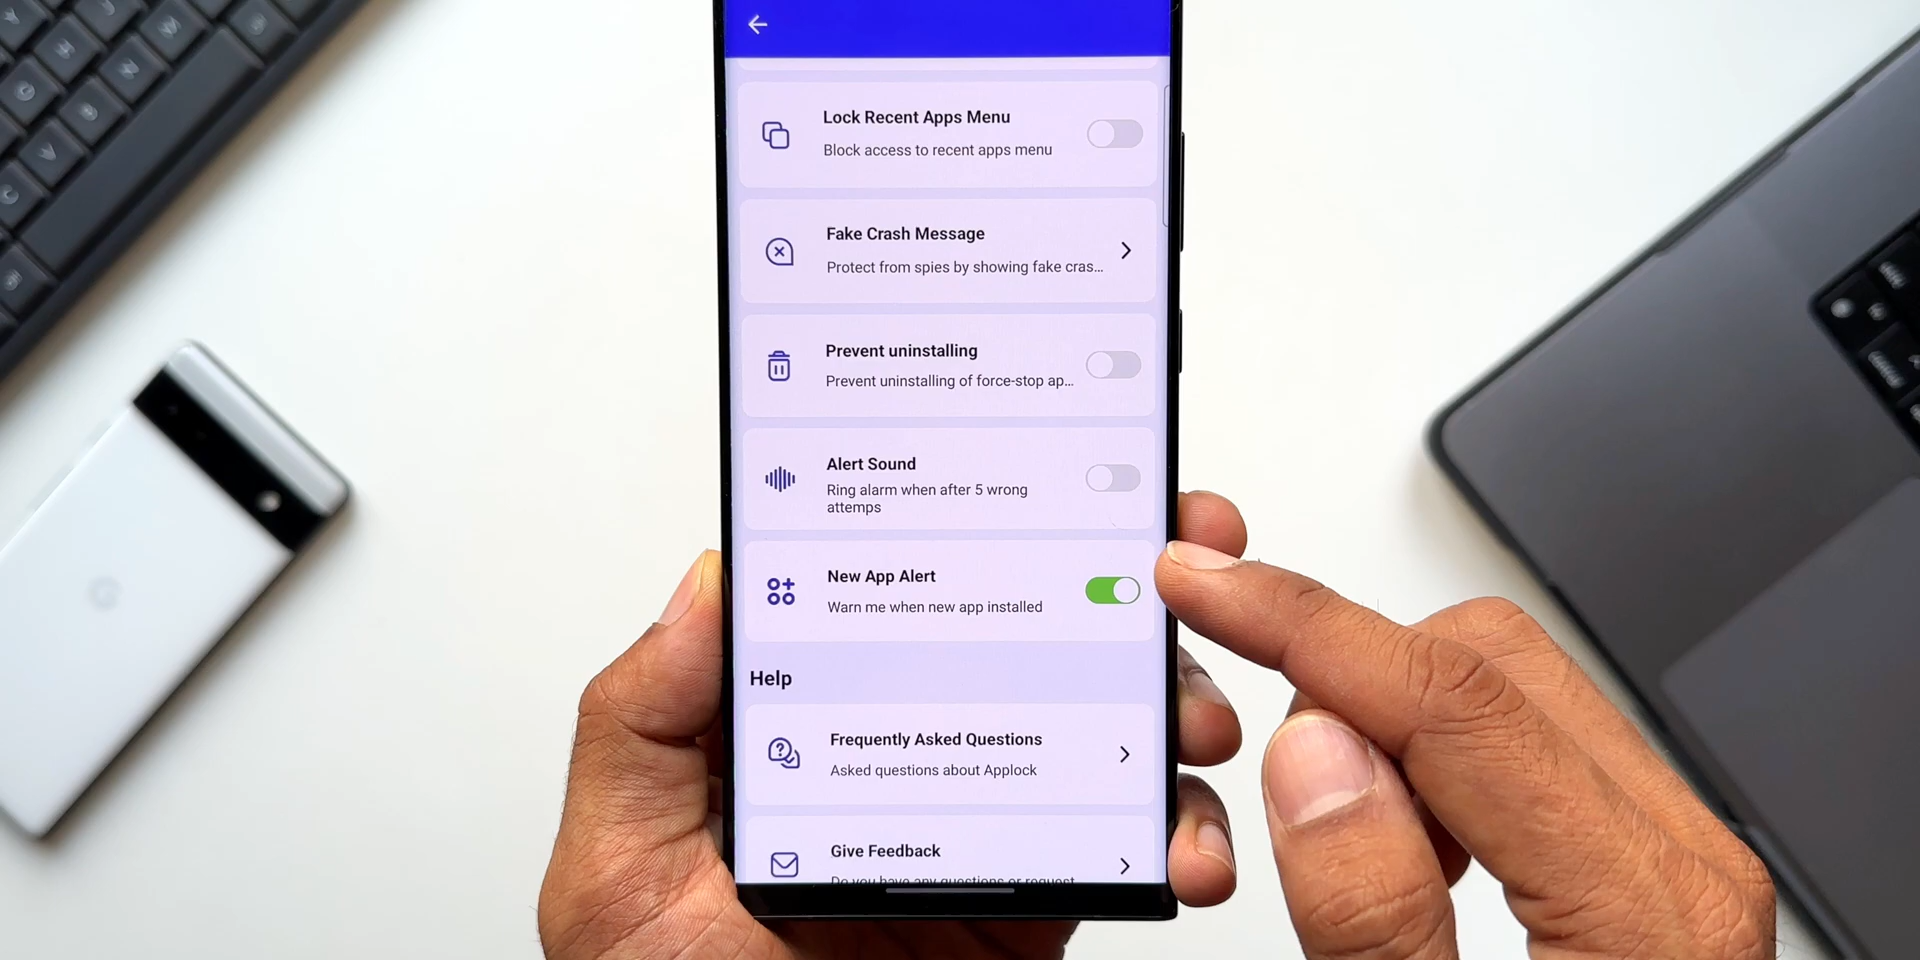 Lock Recent Apps Menu
Block access to recent apps menu
Fake Crash Message
Protect from spies by showing fake cras...
Prevent uninstalling
Prevent uninstalling of force-stop ap...
Alert Sound
Ring alarm when after 5 wrong
attemps
New App Alert
Warn me when new app installed
Help
Frequently Asked Questions
Asked questions about Applock
Give Feedback
Do you have any questions or request